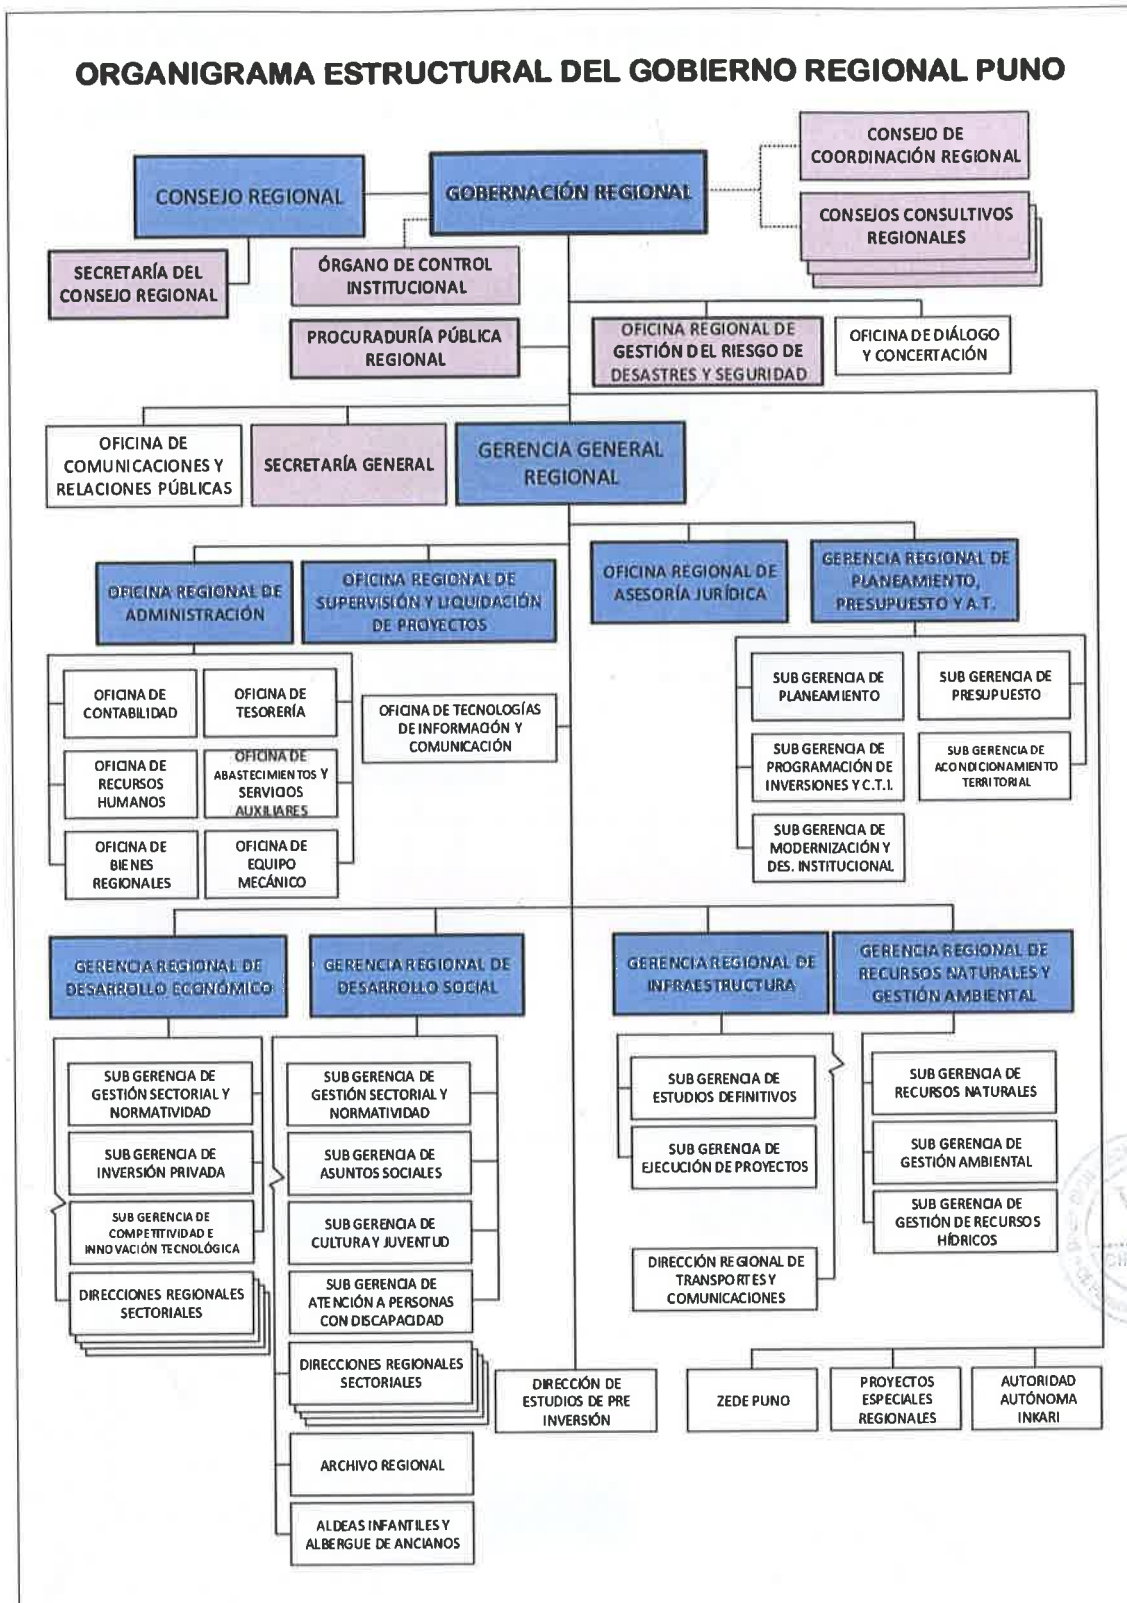 ORGANIGRAMA ESTRUCTURAL DEL GOBIERNO REGIONAL PUNO
CONSEJO REGIONAL
GOBERNACIÓN REGIONAL
CONSEJO DE
COORDINACIÓN REGIONAL
CONSEJOS CONSULTIVOS
REGIONALES
SECRETARÍA DEL
CONSEJO REGIONAL
ÓRGANO DE CONTROL
INSTITUCIONAL
PROCURADURÍA PÚBLICA
REGIONAL
OFICINA REGIONAL DE
GESTIÓN DEL RIESGO DE
DESASTRES Y SEGURIDAD
OFICINA DE DIÁLOGO
Y CONCERTACIÓN
OFICINA DE
COMUNICACIONES Y
RELACIONES PÚBLICAS
SECRETARÍA GENERAL
GERENCIA GENERAL
REGIONAL
OFICINA REGIONAL DE
ADMINISTRACIÓN
OFICINA REGIONAL DE
SUPERVISIÓN Y LIQUIDACIÓN
DE PROYECTOS
OFICINA REGIONAL DE
ASESORÍA JURÍDICA
GERENCIA REGIONAL DE
PLANEAMIENTO,
PRESUPUESTO Y A.T.
OFICINA DE
CONTABILIDAD
OFICINA DE
TESORERÍA
OFICINA DE
RECURSOS
HUMANOS
OFICINA DE
ABASTECIMIENTOS Y
SERVICIOS
AUXILIARES
OFICINA DE
BIENES
REGIONALES
OFICINA DE
EQUIPO
MECÁNICO
OFICINA DE TECNOLOGÍAS
DE INFORMACIÓN Y
COMUNICACIÓN
SUB GERENCIA DE
PLANEAMIENTO
SUB GERENCIA DE
PRESUPUESTO
SUB GERENCIA DE
PROGRAMACIÓN DE
INVERSIONES Y C.T.I.
SUB GERENCIA DE
ACONDICIONAMIENTO
TERRITORIAL
SUB GERENCIA DE
MODERNIZACIÓN Y
DES. INSTITUCIONAL
GERENCIA REGIONAL DE
DESARROLLO ECONÓMICO
GERENCIA REGIONAL DE
DESARROLLO SOCIAL
GERENCIA REGIONAL DE
INFRAESTRUCTURA
GERENCIA REGIONAL DE
RECURSOS NATURALES Y
GESTIÓN AMBIENTAL
SUB GERENCIA DE
GESTIÓN SECTORIAL Y
NORMATIVIDAD
SUB GERENCIA DE
INVERSIÓN PRIVADA
SUB GERENCIA DE
COMPETITIVIDAD E
INNOVACIÓN TECNOLÓGICA
DIRECCIONES REGIONALES
SECTORIALES
SUB GERENCIA DE
GESTIÓN SECTORIAL Y
NORMATIVIDAD
SUB GERENCIA DE
ASUNTOS SOCIALES
SUB GERENCIA DE
CULTURA Y JUVENTUD
SUB GERENCIA DE
ATENCIÓN A PERSONAS
CON DISCAPACIDAD
DIRECCIONES REGIONALES
SECTORIALES
ARCHIVO REGIONAL
ALDEAS INFANTILES Y
ALBERGUE DE ANCIANOS
SUB GERENCIA DE
ESTUDIOS DEFINITIVOS
SUB GERENCIA DE
EJECUCIÓN DE PROYECTOS
DIRECCIÓN REGIONAL DE
TRANSPORTES Y
COMUNICACIONES
SUB GERENCIA DE
RECURSOS NATURALES
SUB GERENCIA DE
GESTIÓN AMBIENTAL
SUB GERENCIA DE
GESTIÓN DE RECURSOS
HÍDRICOS
DIRECCIÓN DE
ESTUDIOS DE PRE
INVERSIÓN
ZEDE PUNO
PROYECTOS
ESPECIALES
REGIONALES
AUTORIDAD
AUTÓNOMA
INKARI